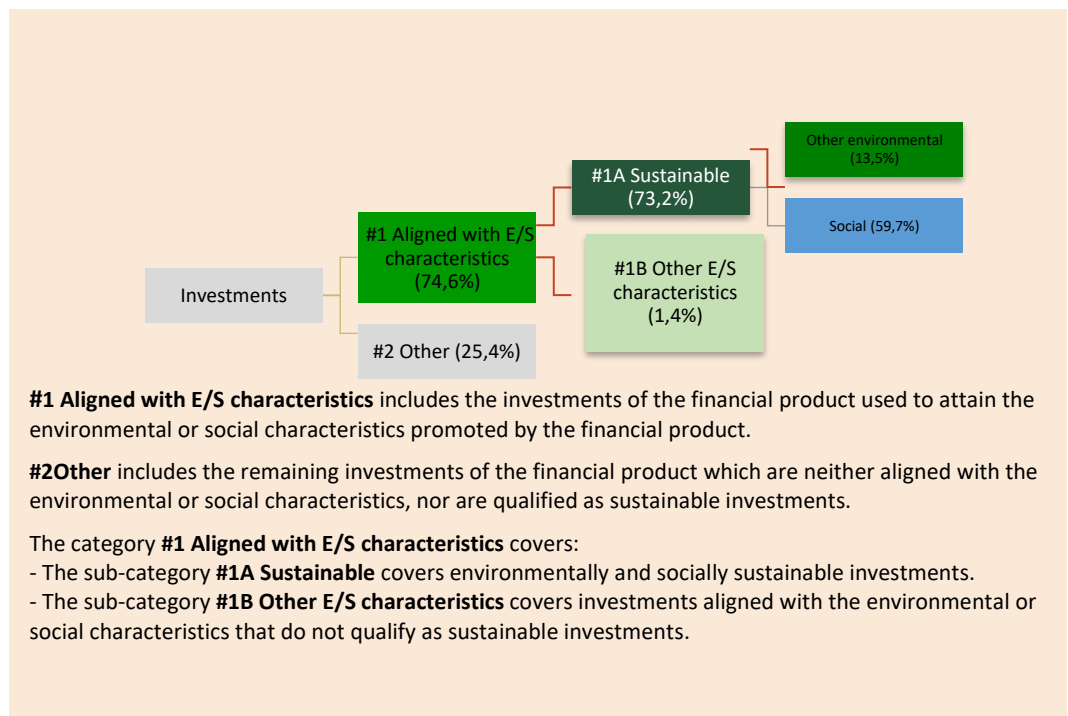 Other environmental
(13,5%)
#1A Sustainable
(73,2%)
Social (59,7%)
#1 Aligned with E/S
characteristics
(74,6%)
#1B Other E/S
characteristics
(1,4%)
Investments
#2 Other (25,4%)
#1 Aligned with E/S characteristics includes the investments of the financial product used to attain the
environmental or social characteristics promoted by the financial product.
#2Other includes the remaining investments of the financial product which are neither aligned with the
environmental or social characteristics, nor are qualified as sustainable investments.
The category #1 Aligned with E/S characteristics covers:
- The sub-category #1A Sustainable covers environmentally and socially sustainable investments.
- The sub-category #1B Other E/S characteristics covers investments aligned with the environmental or
social characteristics that do not qualify as sustainable investments.